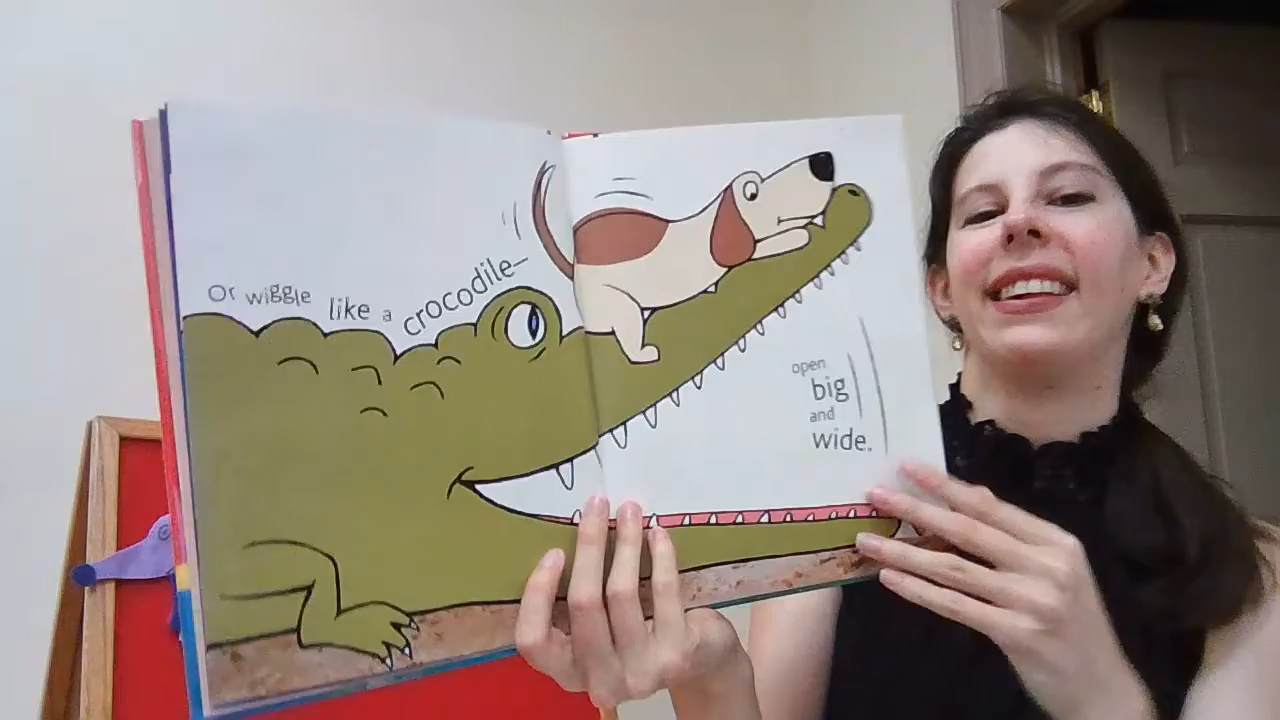 Or wiggle like a crocodile—
open
big
and
wide.